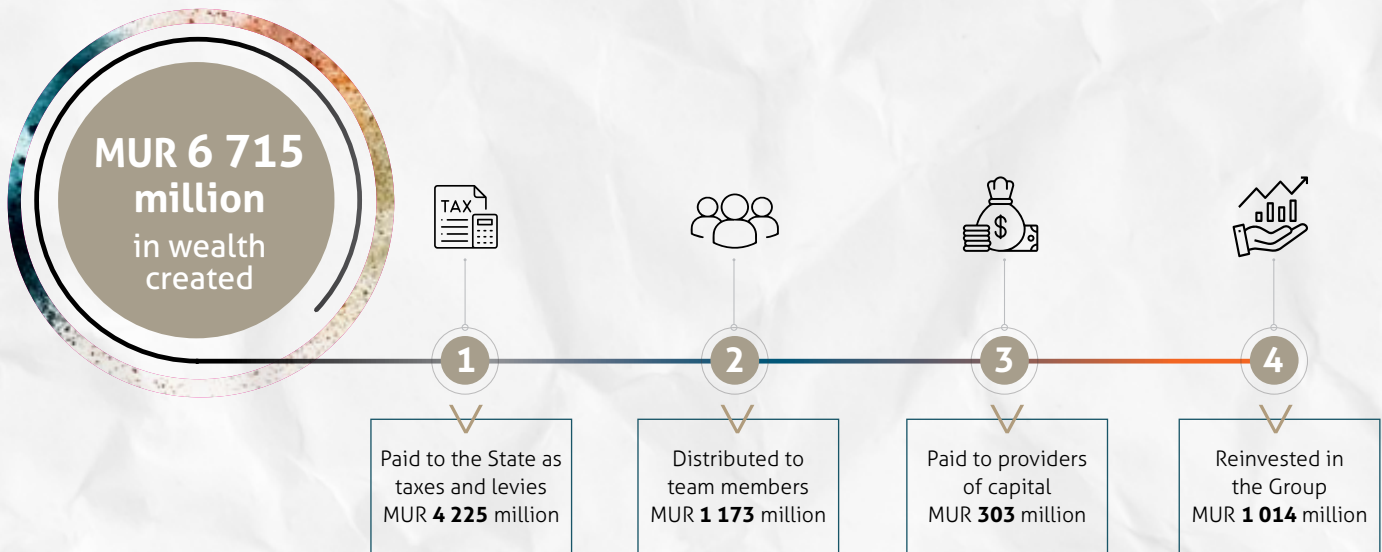 MUR 6 715
million
in wealth
created
TAX
$
1
2
3
4
Paid to the State as
taxes and levies
MUR 4 225 million
Distributed to
team members
MUR 1 173 million
Paid to providers
of capital
MUR 303 million
Reinvested in
the Group
MUR 1 014 million